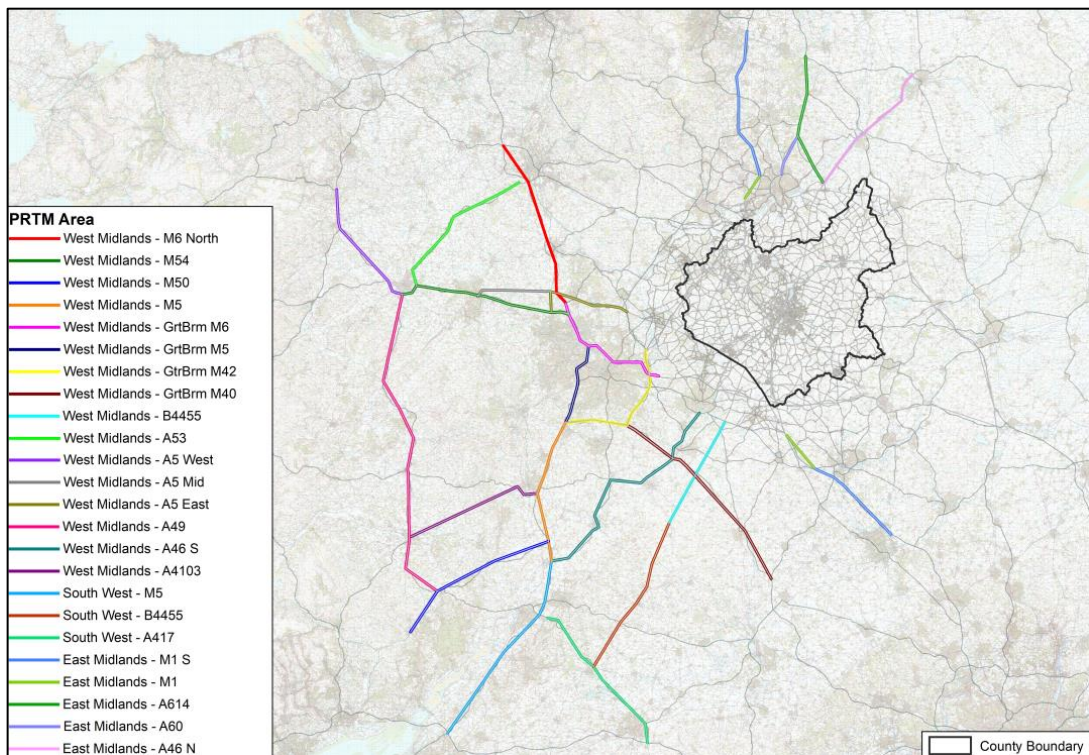 PRTM Area
West Midlands - M6 North
West Midlands - M54
West Midlands - M50
West Midlands - M5
West Midlands - GrtBrm M6
West Midlands - GrtBrm M5
West Midlands - GtrBrm M42
West Midlands - GrtBrm M40
West Midlands - B4455
West Midlands - A53
West Midlands - A5 West
West Midlands - A5 Mid
West Midlands - A5 East
West Midlands - A49
West Midlands - A46 S
West Midlands - A4103
South West - M5
South West - B4455
South West - A417
East Midlands - M1 S
East Midlands - M1
East Midlands - A614
East Midlands - A60
East Midlands - A46 N
County Boundary